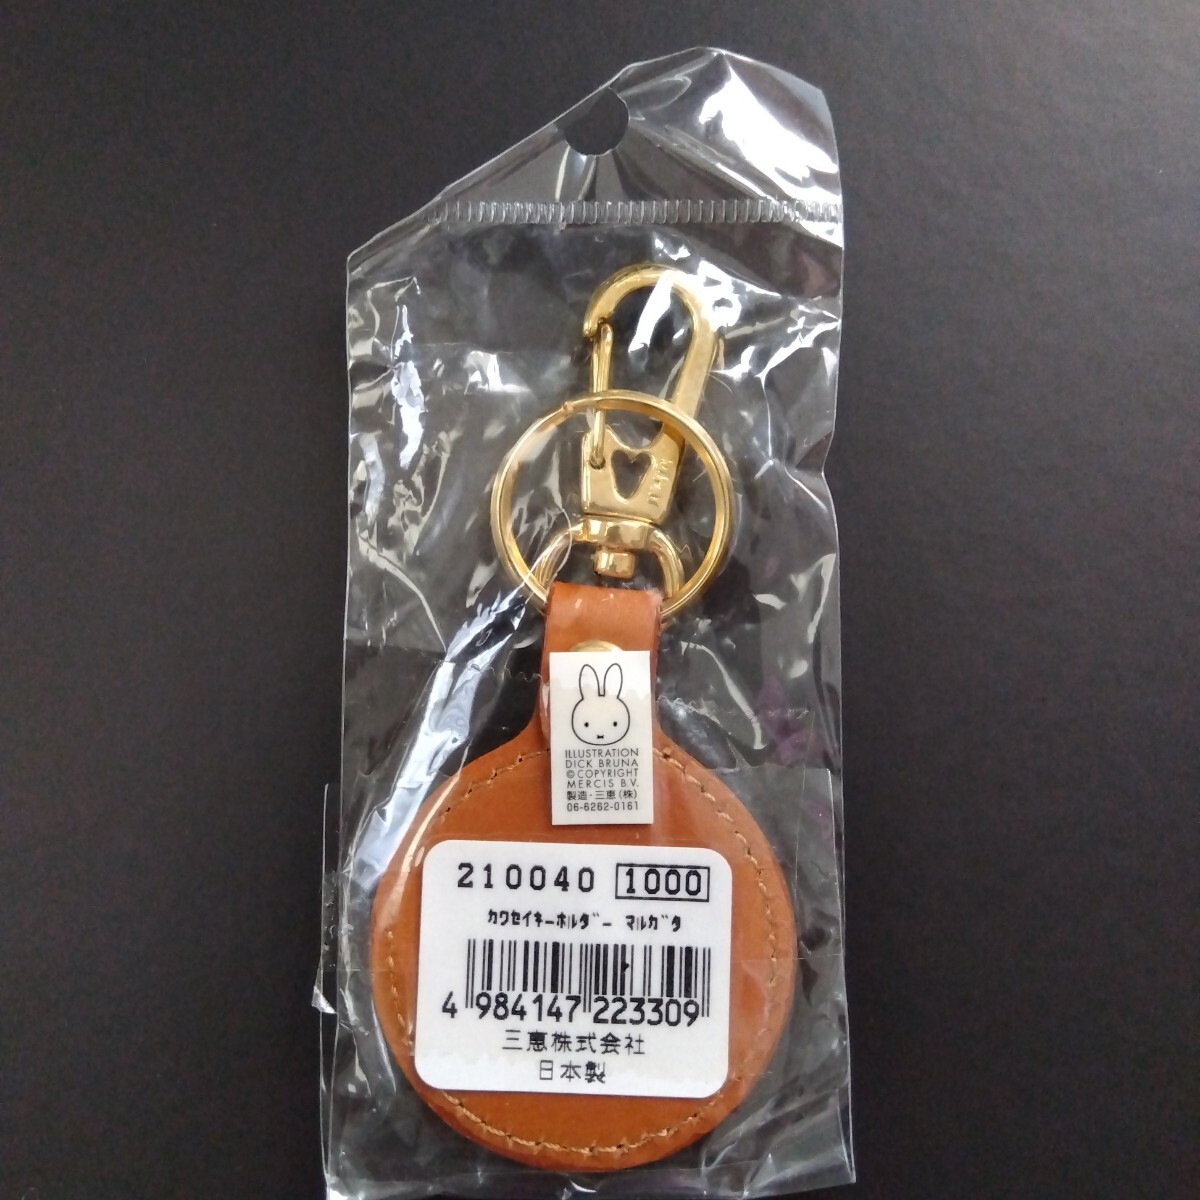 ILLUSTRATION
DICK BRUNA
©COPYRIGHT
MERCIS B.V.
製造・三恵(株)
06-6262-0161
210040 1000
カワセイキーホルダー マルガタ
4 984147 223309
三恵株式会社
日本製